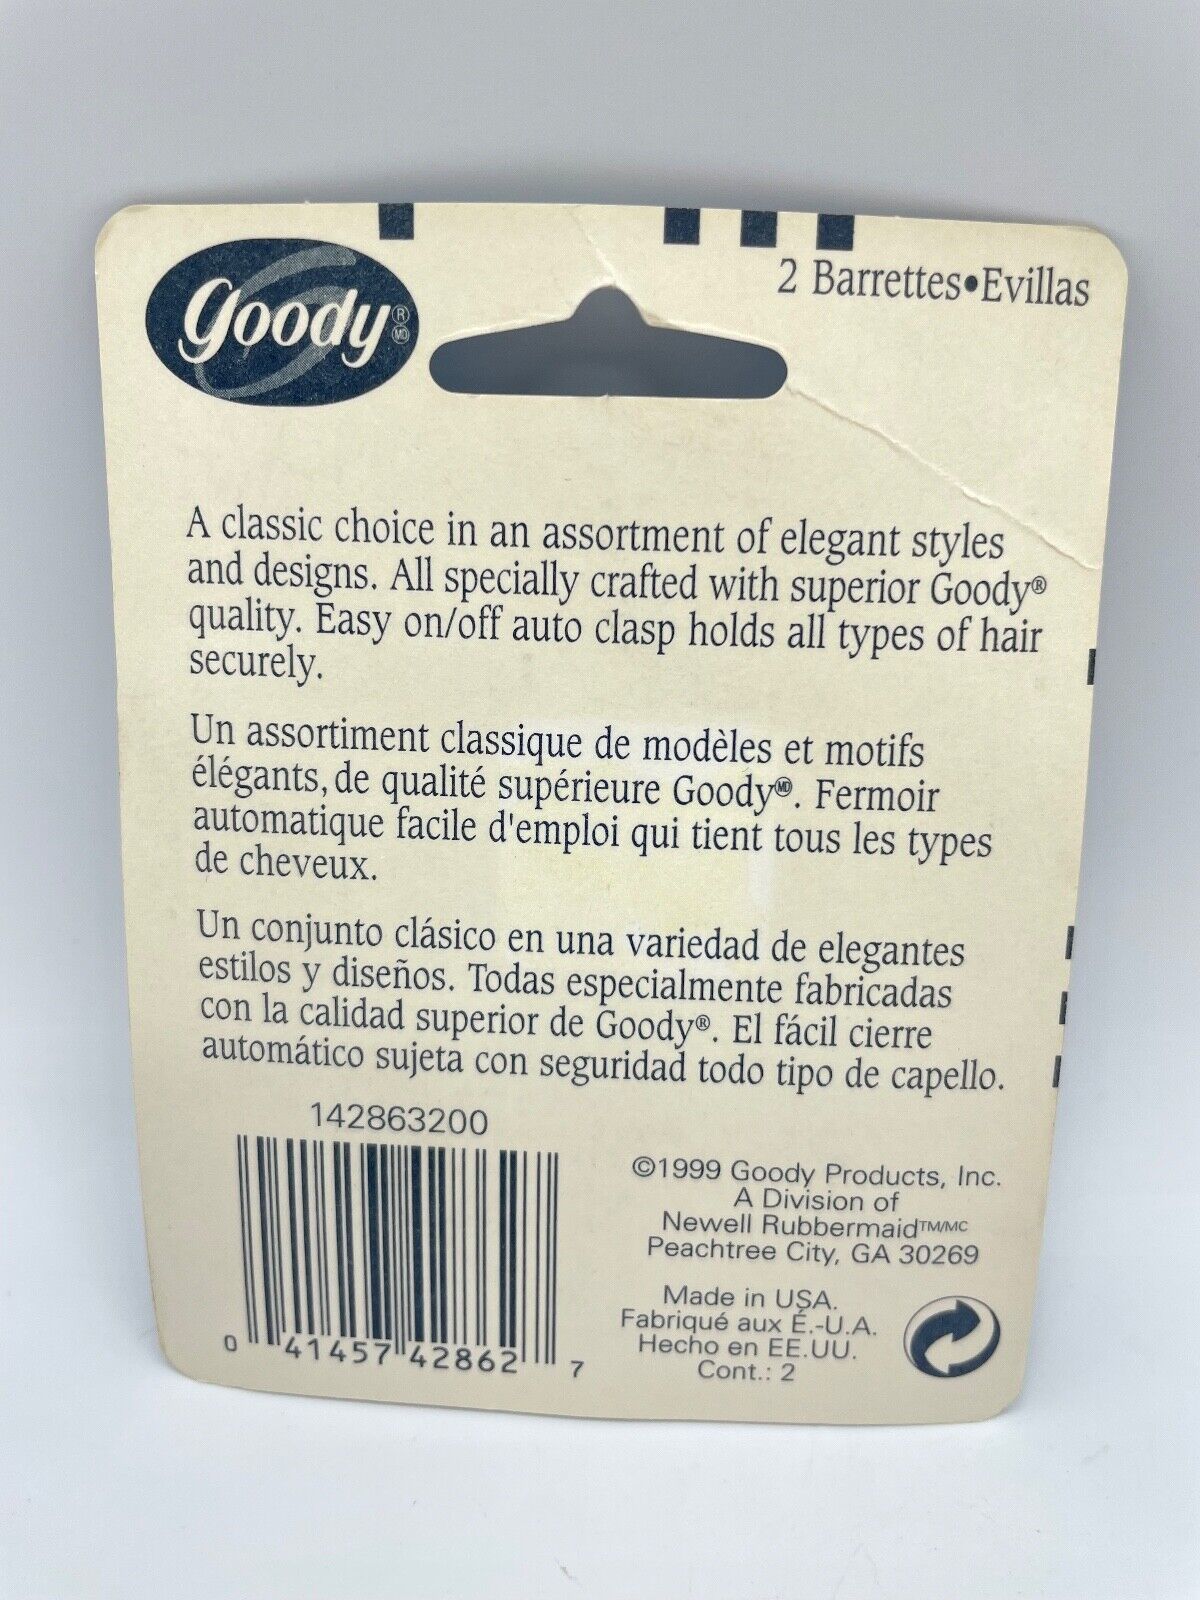 goody® MD
2 Barrettes•Evillas
A classic choice in an assortment of elegant styles
and designs. All specially crafted with superior Goody®
quality. Easy on/off auto clasp holds all types of hair
securely.
Un assortiment classique de modèles et motifs
élégants, de qualité supérieure Goody MD. Fermoir
automatique facile d'emploi qui tient tous les types
de cheveux.
Un conjunto clásico en una variedad de elegantes
estilos y diseños. Todas especialmente fabricadas
con la calidad superior de Goody®. El fácil cierre
automático sujeta con seguridad todo tipo de capello.
142863200
0 41457 42862 7
©1999 Goody Products, Inc.
A Division of
Newell Rubbermaid™/MC
Peachtree City, GA 30269
Made in USA.
Fabriqué aux É.-U.A.
Hecho en EE.UU.
Cont.: 2